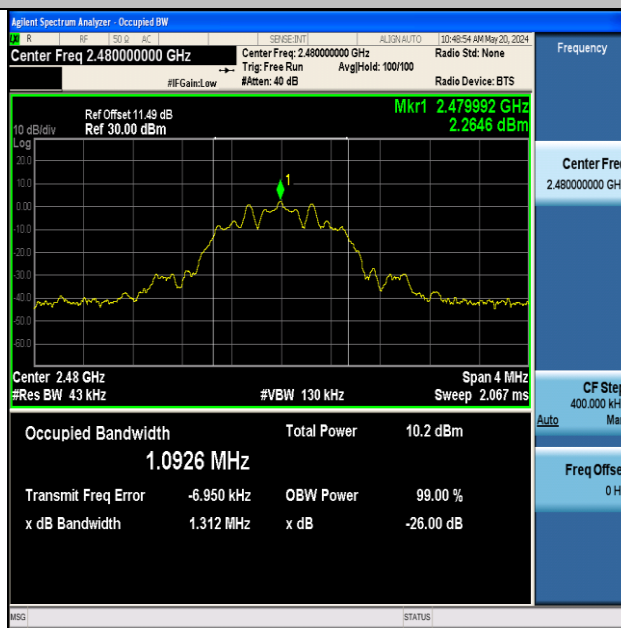 Agilent Spectrum Analyzer - Occupied BW
LXI R RF 50 Ω AC SENSE:INT ALIGN AUTO 10:48:54 AM May 20, 2024
Center Freq 2.480000000 GHz
Center Freq: 2.480000000 GHz
Radio Std: None
Trig: Free Run Avg|Hold: 100/100
#IFGain:Low
#Atten: 40 dB
Radio Device: BTS
Frequency
Ref Offset 11.49 dB
Mkr1 2.479992 GHz
10 dB/div Ref 30.00 dBm
2.2646 dBm
Log
20.0
10.0
0.00
-10.0
-20.0
-30.0
-40.0
-50.0
-60.0
1
Center 2.48 GHz
Span 4 MHz
#Res BW 43 kHz
#VBW 130 kHz
Sweep 2.067 ms
Occupied Bandwidth
Total Power 10.2 dBm
1.0926 MHz
Transmit Freq Error -6.950 kHz
OBW Power 99.00 %
x dB Bandwidth 1.312 MHz
x dB -26.00 dB
Center Fre
2.480000000 GH
CF Step
400.000 kH
Auto Ma
Freq Offse
0 H
MSG
STATUS